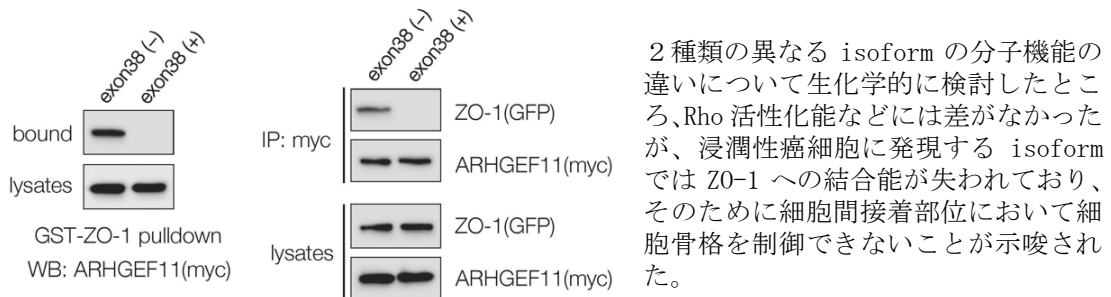 exon38 (-)
exon38 (+)
bound
lysates
GST-ZO-1 pulldown
WB: ARHGEF11(myc)
exon38 (-)
exon38 (+)
IP: myc
ZO-1(GFP)
ARHGEF11(myc)
lysates
ZO-1(GFP)
ARHGEF11(myc)
２種類の異なる isoform の分子機能の
違いについて生化学的に検討したとこ
ろ、Rho 活性化能などには差がなかった
が、浸潤性癌細胞に発現する isoform
では ZO-1 への結合能が失われており、
そのために細胞間接着部位において細
胞骨格を制御できないことが示唆され
た。